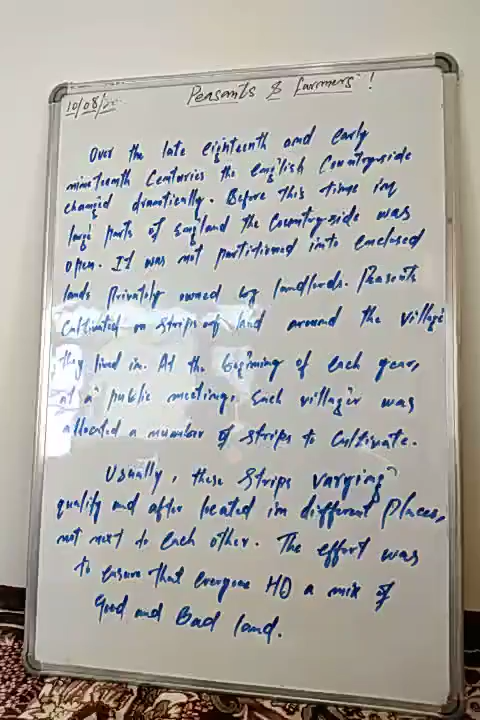 10/08/20
Peasants & Farmers !
Over the late eighteenth and early
nineteenth Centuries the English Countryside
changed dramatically. Before this time in
large parts of England the Countryside was
open. It was not partitioned into enclosed
lands Privately owned by landlords. Peasants
Cultivated on strips of land around the village
they lived in. At the beginning of each year,
at a public meeting, Each villager was
allocated a number of strips to Cultivate.
Usually, these strips varying
quality and often located in different Places,
not next to Each other. The effort was
to ensure that everyone HD a mix of
Good and Bad land.